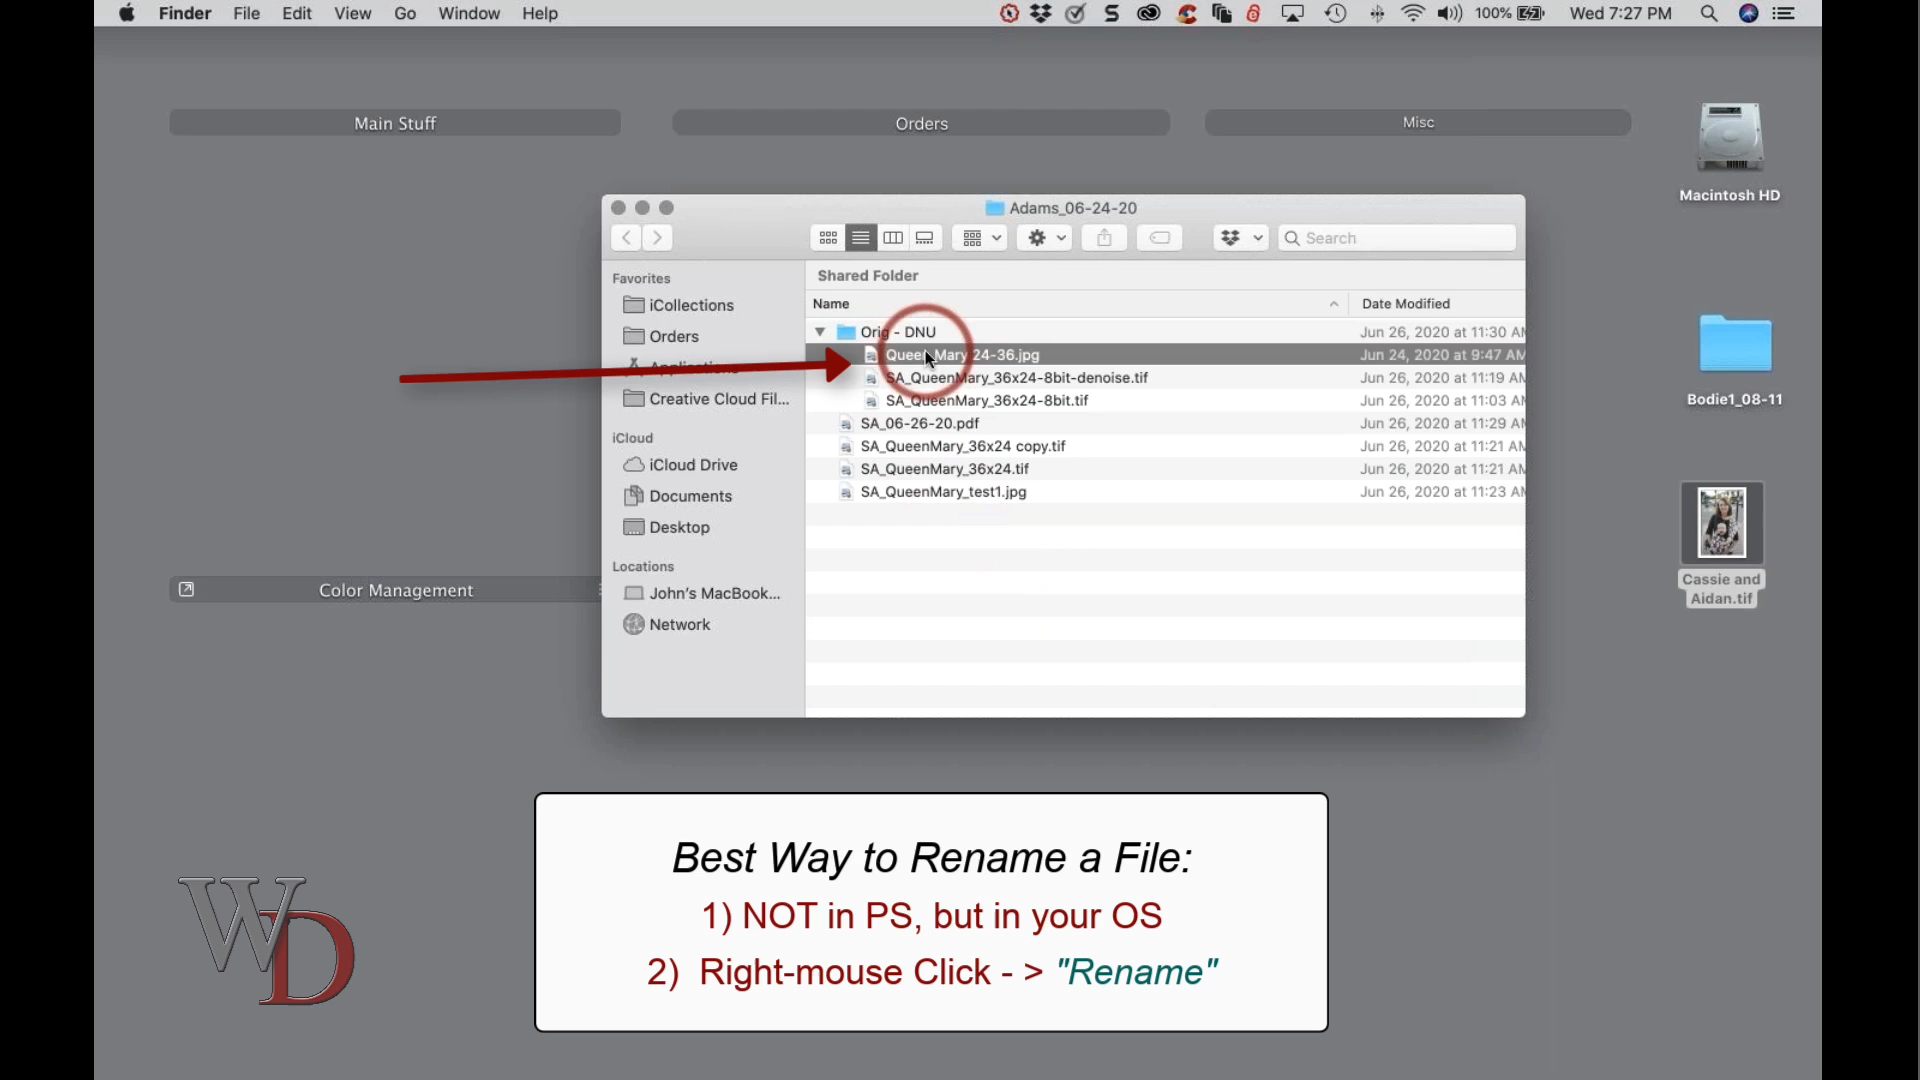 Finder File Edit View Go Window Help
100% Wed 7:27 PM
Main Stuff
Orders
Misc
Macintosh HD
Adams_06-24-20
Search
Favorites
iCollections
Orders
Applications
Creative Cloud Fil...
iCloud
iCloud Drive
Documents
Desktop
Locations
John's MacBook...
Network
Shared Folder
Name Date Modified
Orig - DNU Jun 26, 2020 at 11:30 AM
QueenMary 24-36.jpg Jun 24, 2020 at 9:47 AM
SA_QueenMary_36x24-8bit-denoise.tif Jun 26, 2020 at 11:19 AM
SA_QueenMary_36x24-8bit.tif Jun 26, 2020 at 11:03 AM
SA_06-26-20.pdf Jun 26, 2020 at 11:29 AM
SA_QueenMary_36x24 copy.tif Jun 26, 2020 at 11:21 AM
SA_QueenMary_36x24.tif Jun 26, 2020 at 11:21 AM
SA_QueenMary_test1.jpg Jun 26, 2020 at 11:23 AM
Bodie1_08-11
Cassie and
Aidan.tif
Color Management
WD
Best Way to Rename a File:
1) NOT in PS, but in your OS
2) Right-mouse Click - > "Rename"